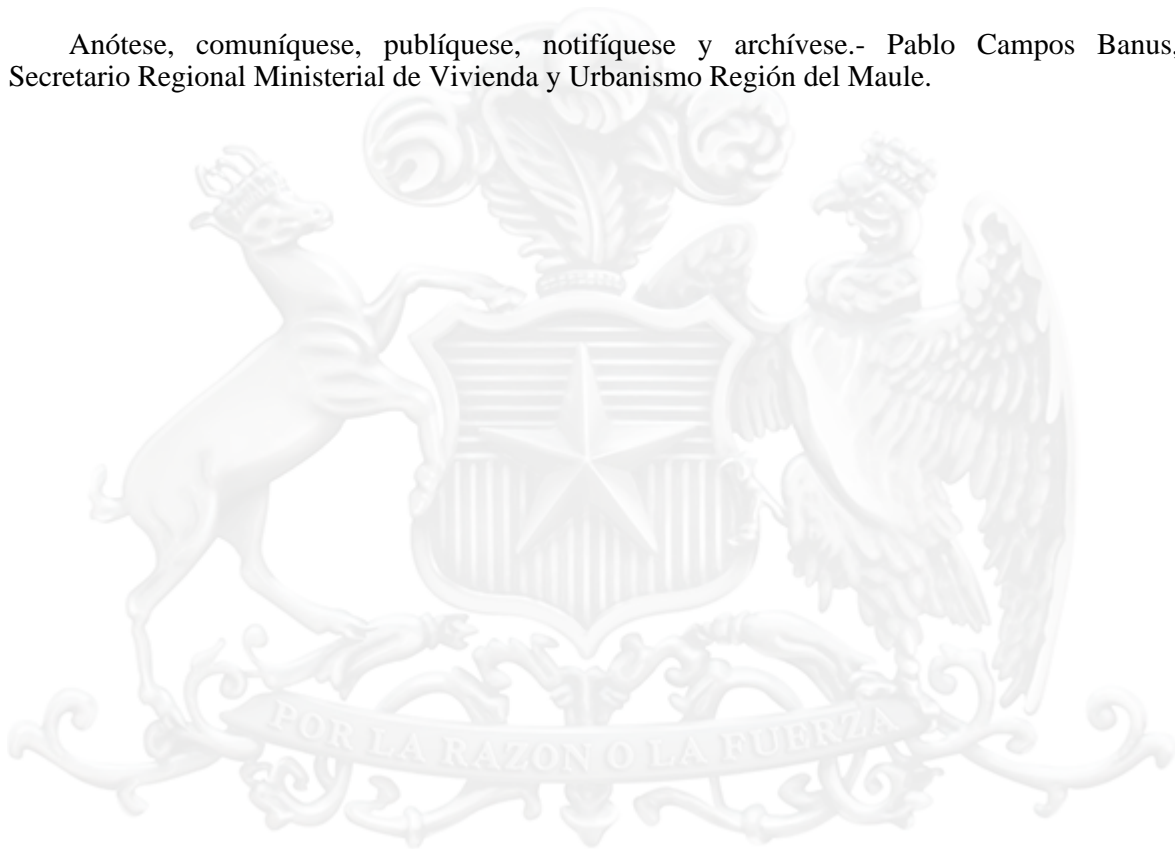 Anótese, comuníquese, publíquese, notifíquese y archívese.- Pablo Campos Banus,
Secretario Regional Ministerial de Vivienda y Urbanismo Región del Maule.
POR LA RAZON O LA FUERZA